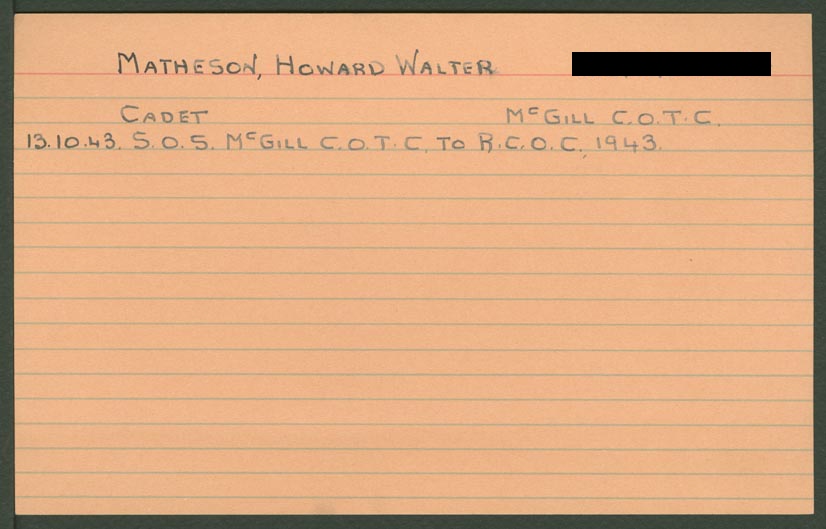 MATHESON, HOWARD WALTER
CADET McGILL C.O.T.C.
13.10.43. S.O.S. McGILL C.O.T.C. TO R.C.O.C., 1943.